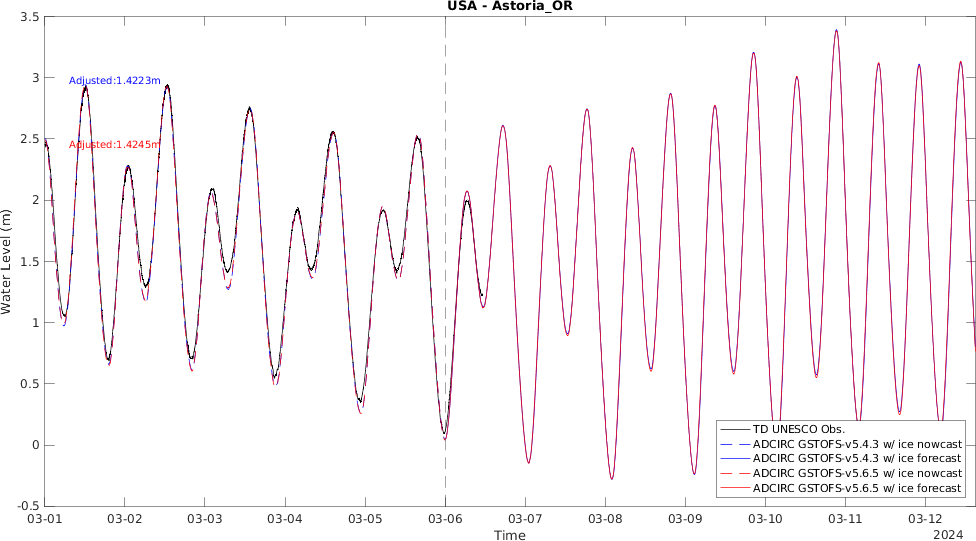 USA - Astoria_OR
3.5
3
2.5
2
1.5
1
0.5
0
-0.5
Water Level (m)
Adjusted:1.4223m
Adjusted:1.4245m
TD UNESCO Obs.
ADCIRC GSTOFS-v5.4.3 w/ ice nowcast
ADCIRC GSTOFS-v5.4.3 w/ ice forecast
ADCIRC GSTOFS-v5.6.5 w/ ice nowcast
ADCIRC GSTOFS-v5.6.5 w/ ice forecast
03-01 03-02 03-03 03-04 03-05 03-06 03-07 03-08 03-09 03-10 03-11 03-12
Time
2024